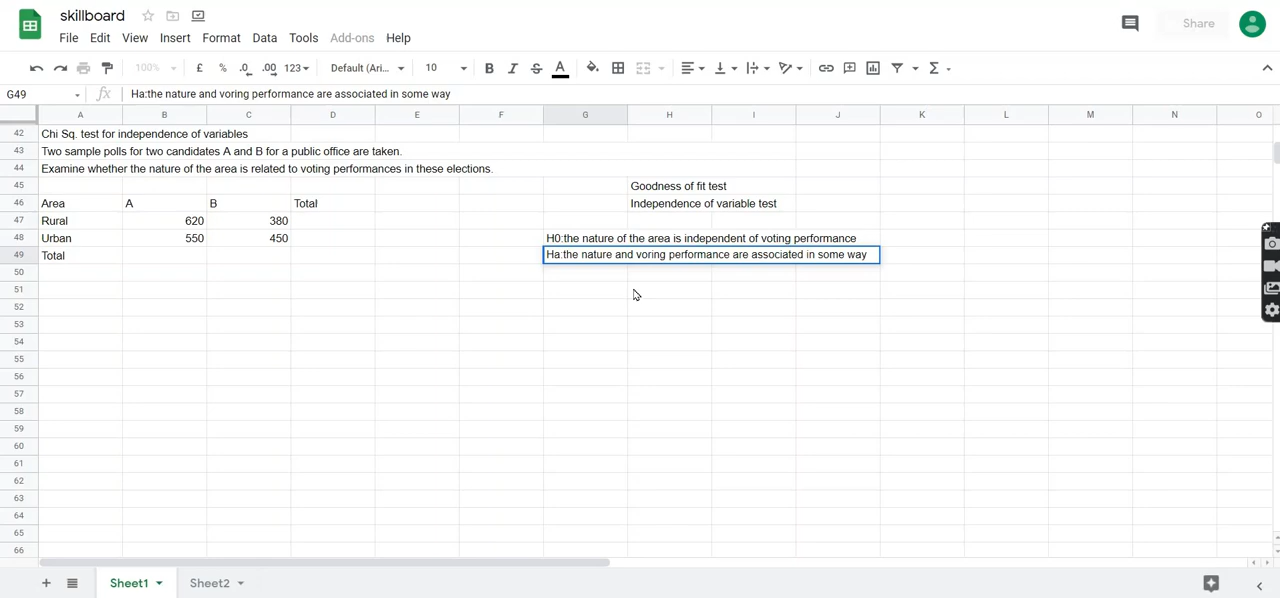 skillboard
File Edit View Insert Format Data Tools Add-ons Help
Share
100% £ % .0 .00 123 Default (Ari... 10 B I S A Σ
G49 fx Ha:the nature and voring performance are associated in some way
A B C D E F G H I J K L M N O
42 Chi Sq. test for independence of variables
43 Two sample polls for two candidates A and B for a public office are taken.
44 Examine whether the nature of the area is related to voting performances in these elections.
45 Goodness of fit test
46 Area A B Total Independence of variable test
47 Rural 620 380
48 Urban 550 450 H0:the nature of the area is independent of voting performance
49 Total Ha:the nature and voring performance are associated in some way
50
51
52
53
54
55
56
57
58
59
60
61
62
63
64
65
66
Sheet1 Sheet2